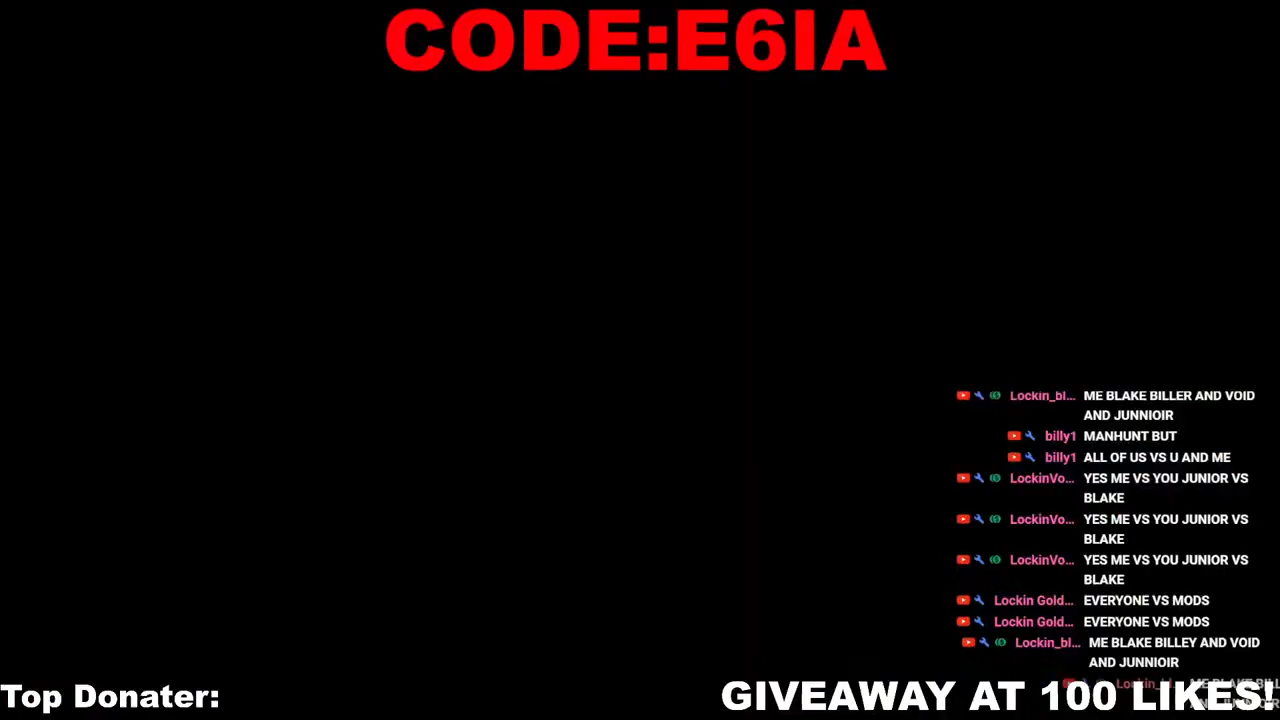 CODE:E6IA
Lockin_bl... ME BLAKE BILLER AND VOID
AND JUNNIOIR
billy1 MANHUNT BUT
billy1 ALL OF US VS U AND ME
LockinVo... YES ME VS YOU JUNIOR VS
BLAKE
LockinVo... YES ME VS YOU JUNIOR VS
BLAKE
LockinVo... YES ME VS YOU JUNIOR VS
BLAKE
Lockin Gold... EVERYONE VS MODS
Lockin Gold... EVERYONE VS MODS
Lockin_bl... ME BLAKE BILLEY AND VOID
AND JUNNIOIR
Top Donater:
GIVEAWAY AT 100 LIKES!